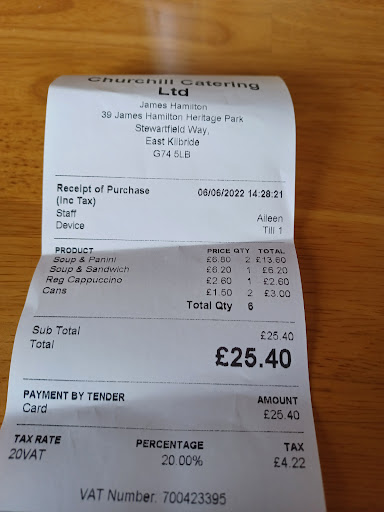 Churchill Catering
Ltd
James Hamilton
39 James Hamilton Heritage Park
Stewartfield Way,
East Kilbride
G74 5LB
Receipt of Purchase 06/06/2022 14:28:21
(Inc Tax)
Staff Aileen
Device Till 1
PRODUCT PRICE QTY TOTAL
Soup & Panini £6.80 2 £13.60
Soup & Sandwich £6.20 1 £6.20
Reg Cappuccino £2.60 1 £2.60
Cans £1.50 2 £3.00
Total Qty 6
Sub Total £25.40
Total £25.40
PAYMENT BY TENDER AMOUNT
Card £25.40
TAX RATE PERCENTAGE TAX
20VAT 20.00% £4.22
VAT Number: 700423395